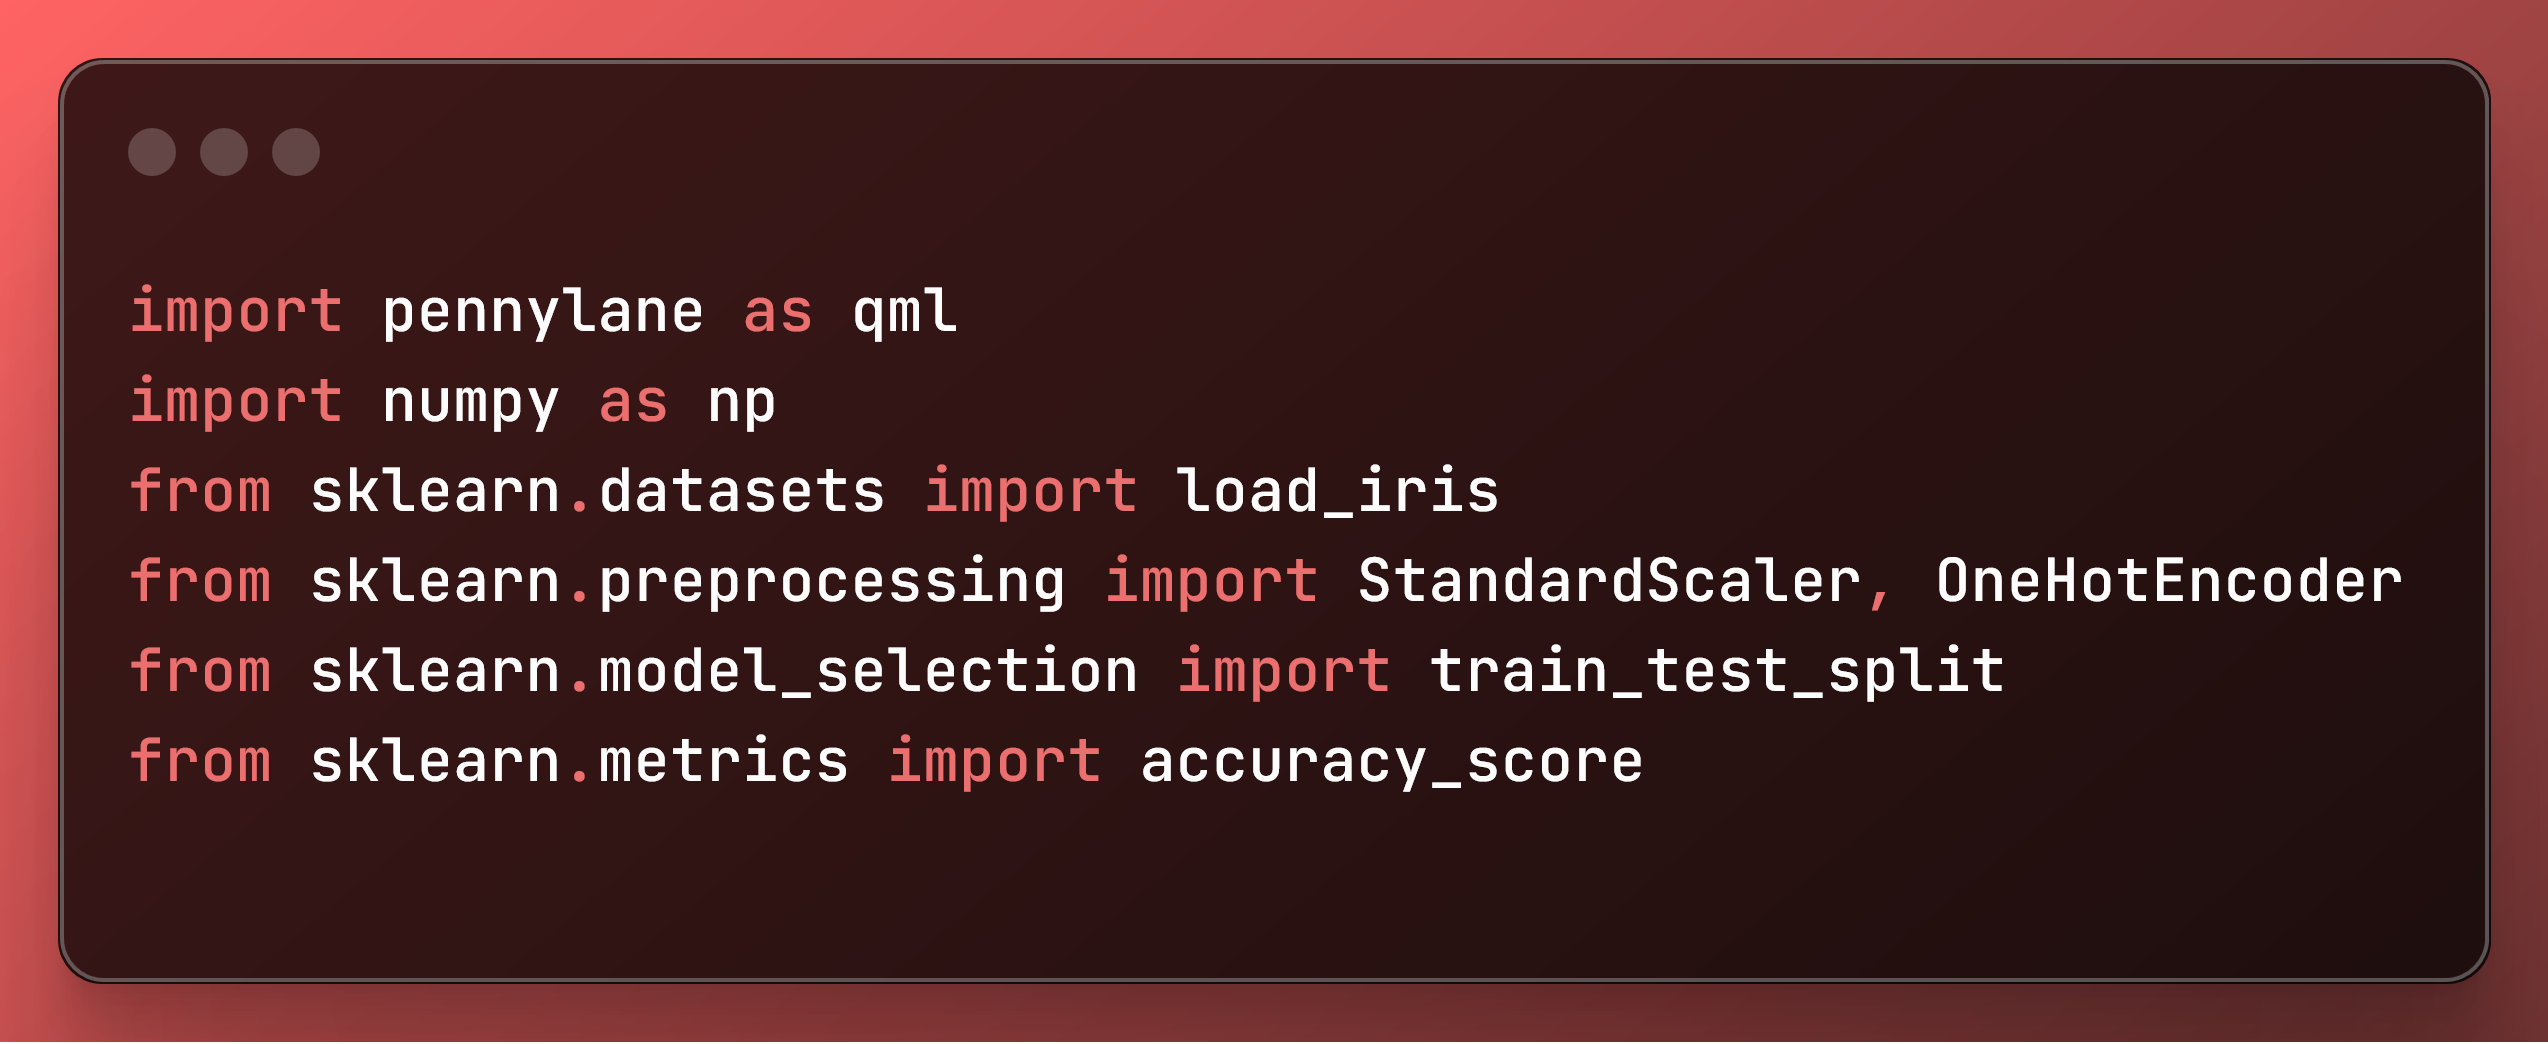 import pennylane as qml
import numpy as np
from sklearn.datasets import load_iris
from sklearn.preprocessing import StandardScaler, OneHotEncoder
from sklearn.model_selection import train_test_split
from sklearn.metrics import accuracy_score